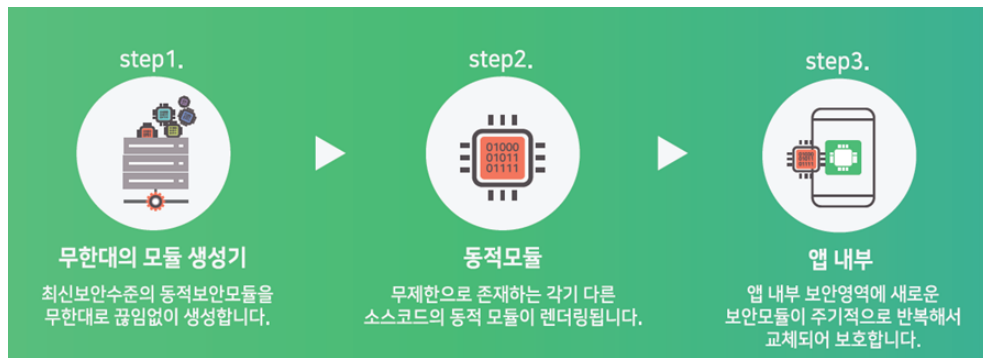 step1.
무한대의 모듈 생성기
최신보안수준의 동적보안모듈을
무한대로 끊임없이 생성합니다.
step2.
01000
01011
01111
동적모듈
무제한으로 존재하는 각기 다른
소스코드의 동적 모듈이 렌더링됩니다.
step3.
앱 내부
앱 내부 보안영역에 새로운
보안모듈이 주기적으로 반복해서
교체되어 보호합니다.